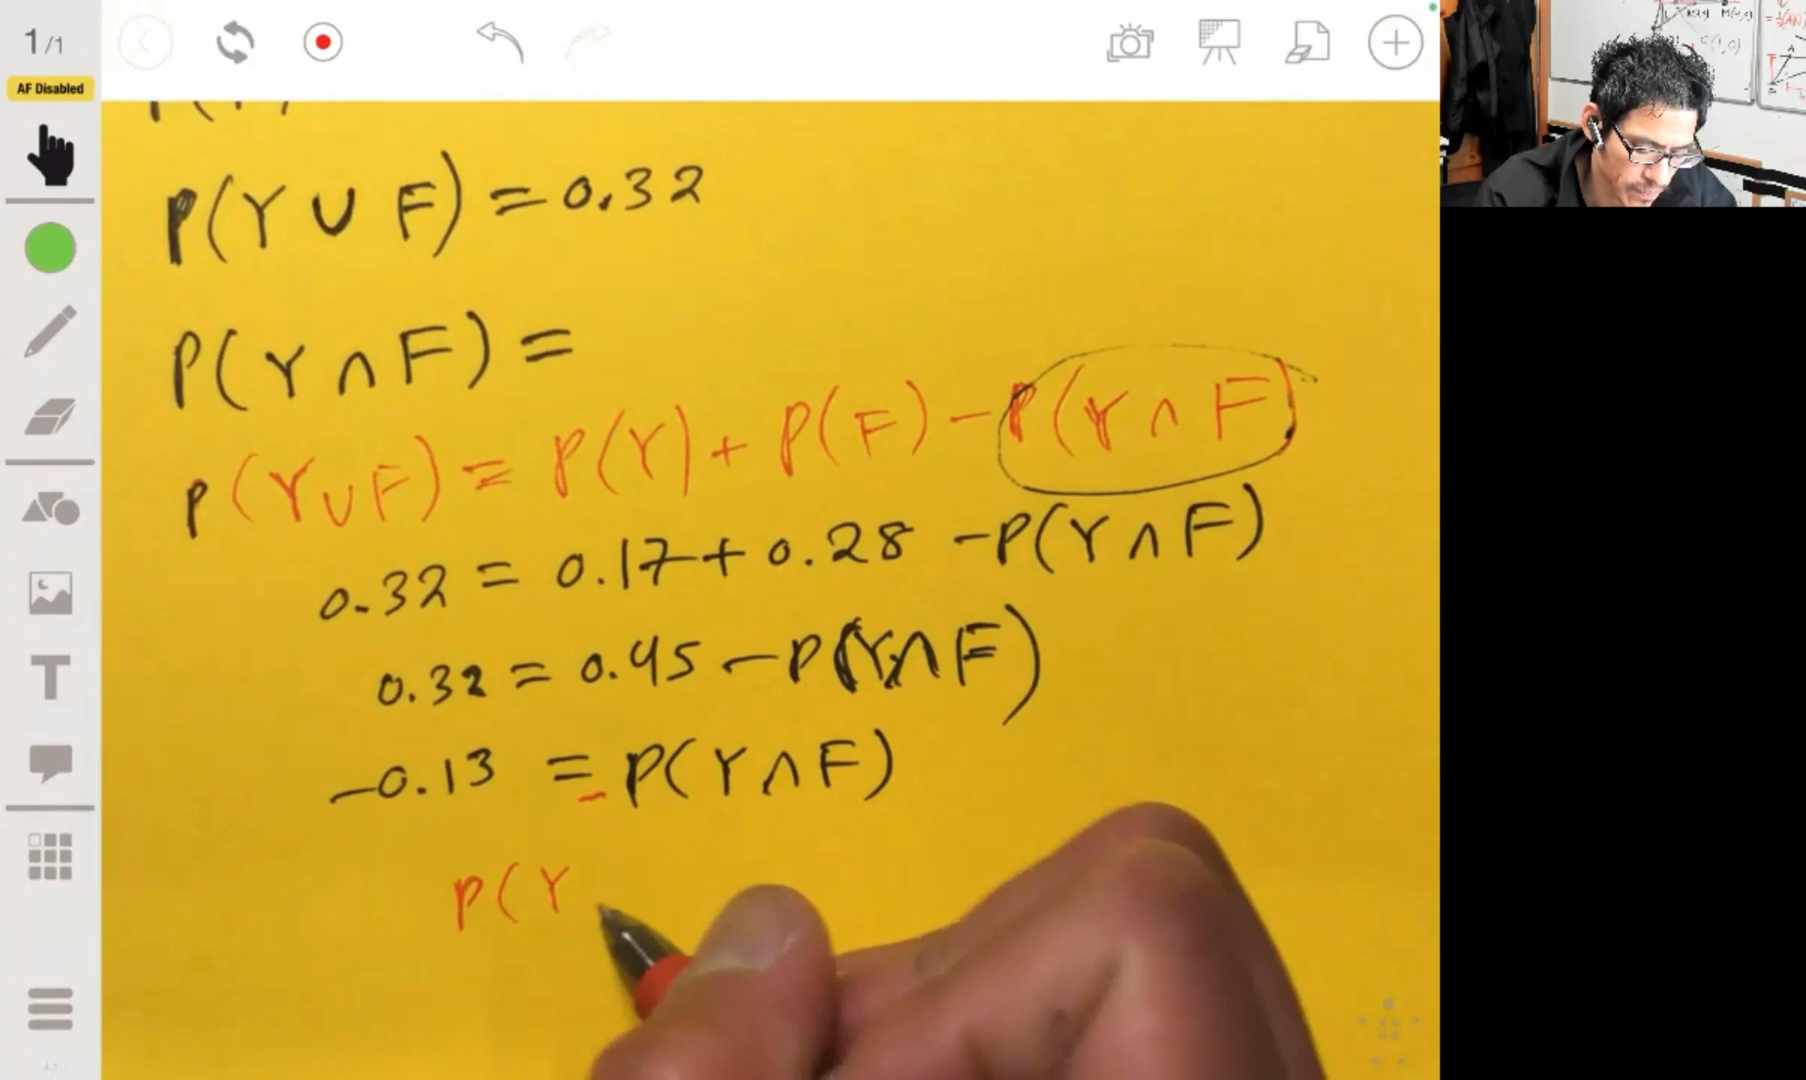 1/1
AF Disabled
P(Y ∪ F) = 0.32
P(Y ∩ F) =
P(Y∪F) = P(Y) + P(F) - P(Y ∩ F)
0.32 = 0.17 + 0.28 - P(Y ∩ F)
0.32 = 0.45 - P(Y∩F)
-0.13 = - P(Y ∩ F)
P(Y
T